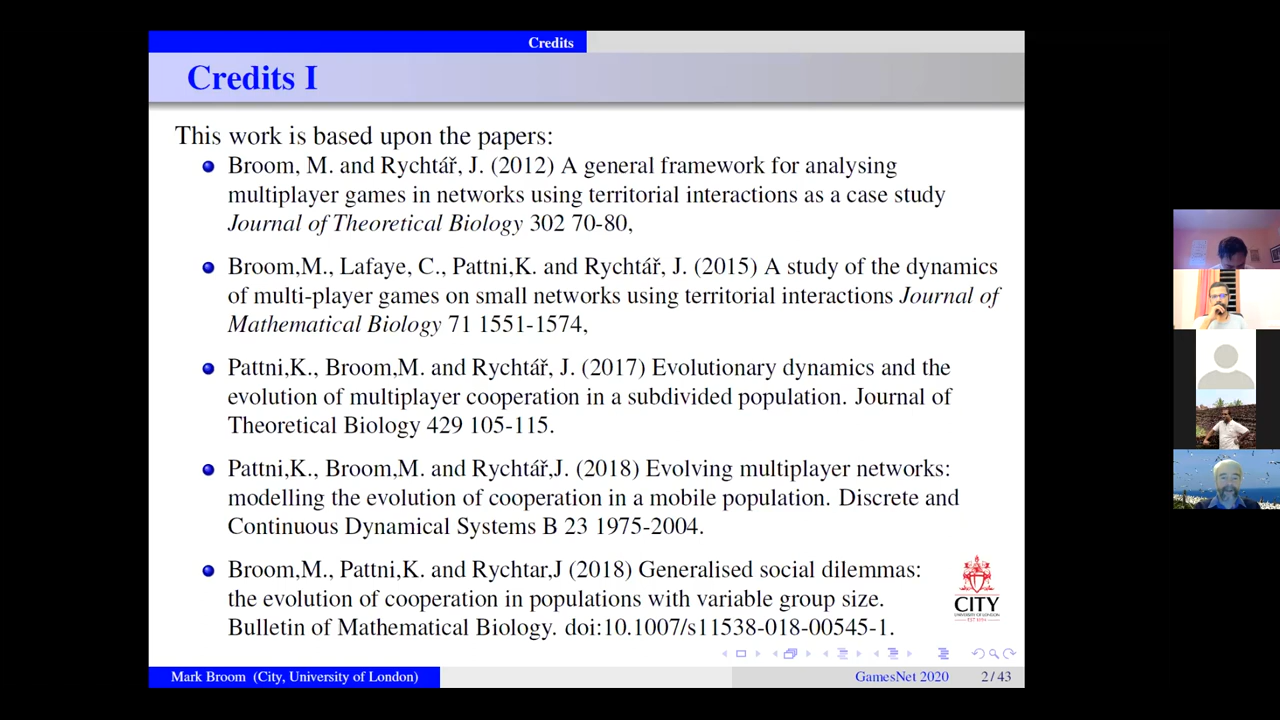 Credits
Credits I
This work is based upon the papers:
Broom, M. and Rychtář, J. (2012) A general framework for analysing
multiplayer games in networks using territorial interactions as a case study
Journal of Theoretical Biology 302 70-80,
Broom,M., Lafaye, C., Pattni,K. and Rychtář, J. (2015) A study of the dynamics
of multi-player games on small networks using territorial interactions Journal of
Mathematical Biology 71 1551-1574,
Pattni,K., Broom,M. and Rychtář, J. (2017) Evolutionary dynamics and the
evolution of multiplayer cooperation in a subdivided population. Journal of
Theoretical Biology 429 105-115.
Pattni,K., Broom,M. and Rychtář,J. (2018) Evolving multiplayer networks:
modelling the evolution of cooperation in a mobile population. Discrete and
Continuous Dynamical Systems B 23 1975-2004.
Broom,M., Pattni,K. and Rychtar,J (2018) Generalised social dilemmas:
the evolution of cooperation in populations with variable group size.
Bulletin of Mathematical Biology. doi:10.1007/s11538-018-00545-1.
CITY
UNIVERSITY OF LONDON
Mark Broom (City, University of London)
GamesNet 2020
2 / 43